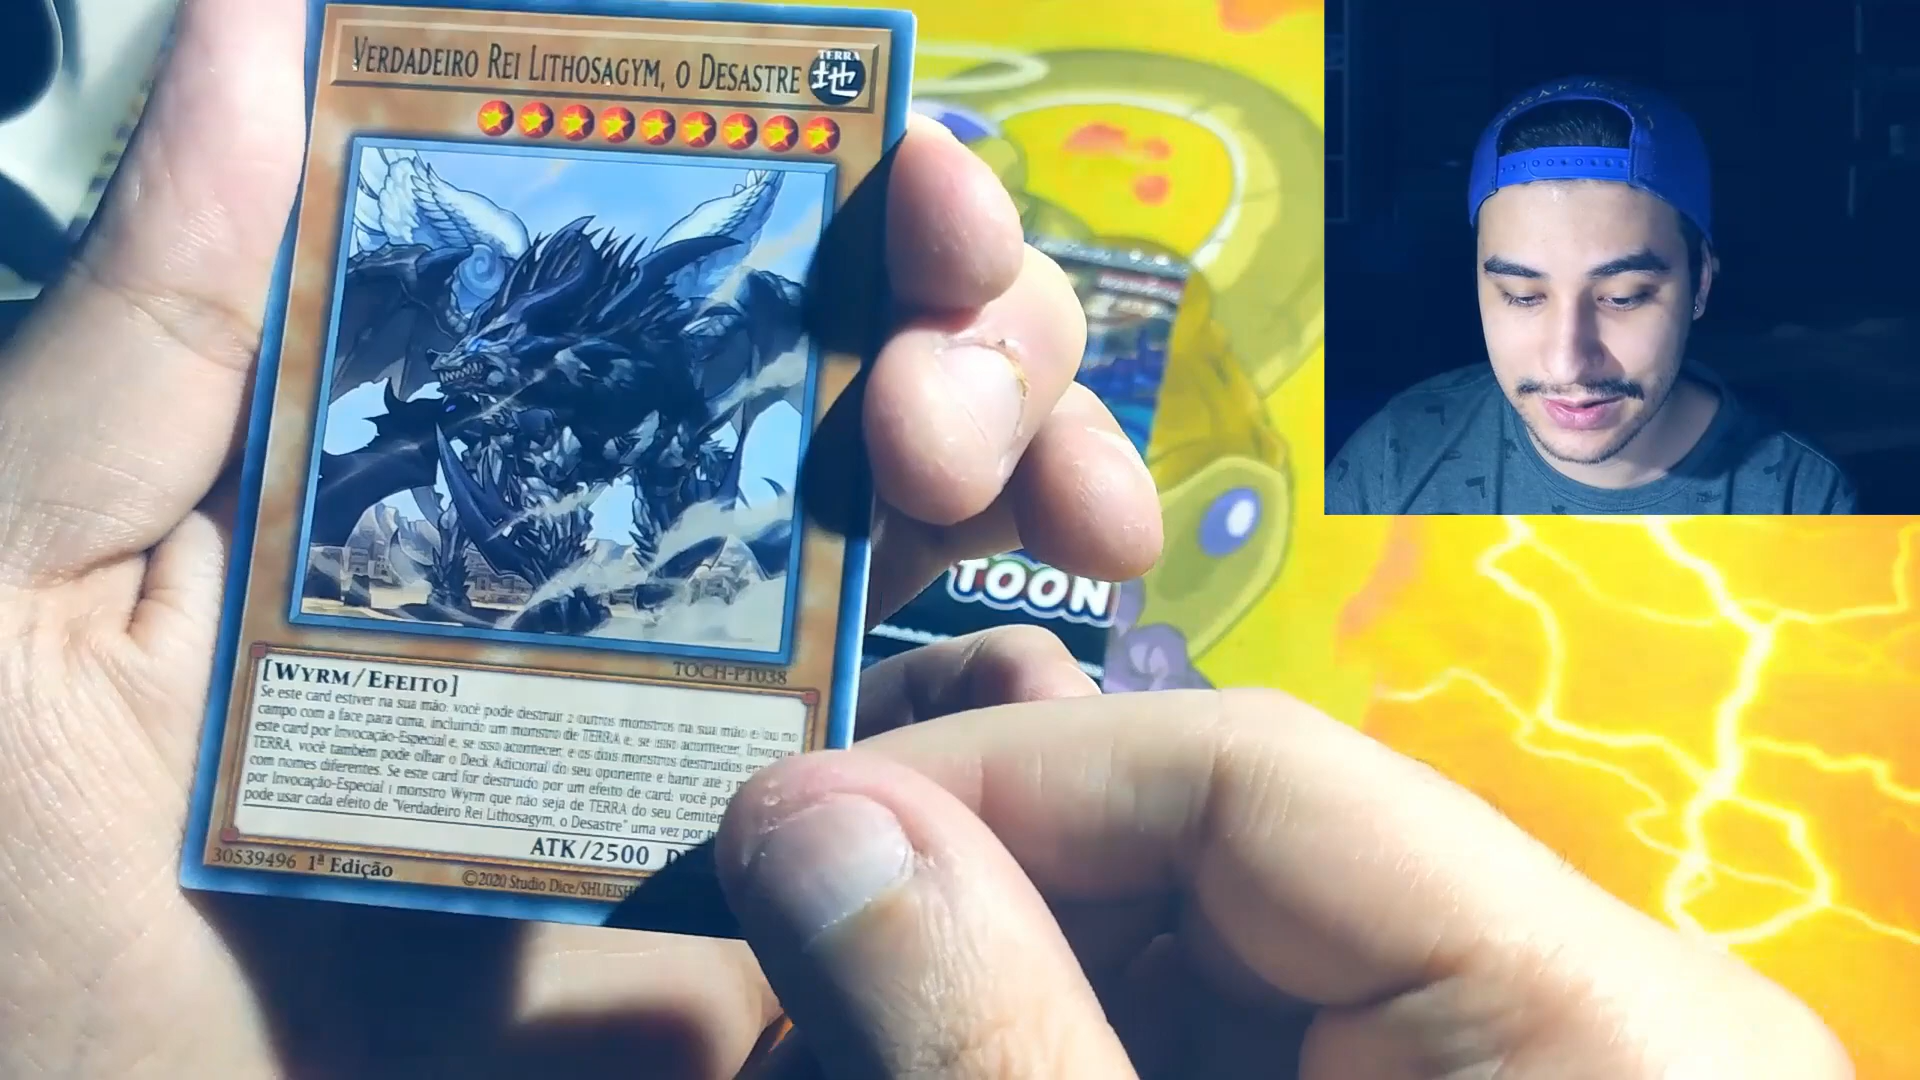 VERDADEIRO REI LITHOSAGYM, O DESASTRE
TERRA
地
TOCH-PT038
[WYRM/EFEITO]
Se este card estiver na sua mão: você pode destruir 2 outros monstros na sua mão e/ou no
campo com a face para cima, incluindo um monstro de TERRA e, se isso acontecer, Invoque
este card por Invocação-Especial e, se isso acontecer, e os dois monstros destruídos
TERRA, você também pode olhar o Deck Adicional do seu oponente e banir até 3
com nomes diferentes. Se este card for destruído por um efeito de card: você
por Invocação-Especial 1 monstro Wyrm que não seja de TERRA do seu
pode usar cada efeito de "Verdadeiro Rei Lithosagym, o Desastre" uma vez por
ATK/2500
30539496 1ª Edição
©2020 Studio Dice/SHUEISH
TOON